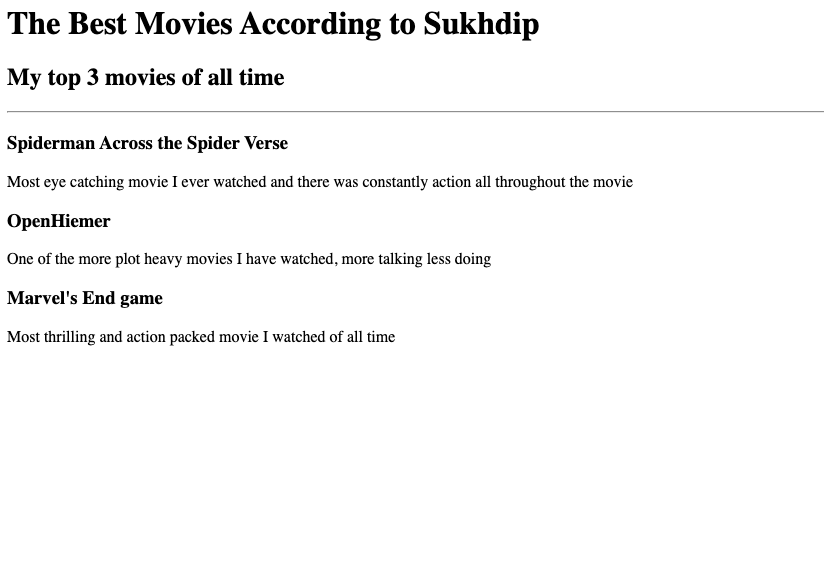 The Best Movies According to Sukhdip
My top 3 movies of all time
Spiderman Across the Spider Verse
Most eye catching movie I ever watched and there was constantly action all throughout the movie
OpenHiemer
One of the more plot heavy movies I have watched, more talking less doing
Marvel's End game
Most thrilling and action packed movie I watched of all time